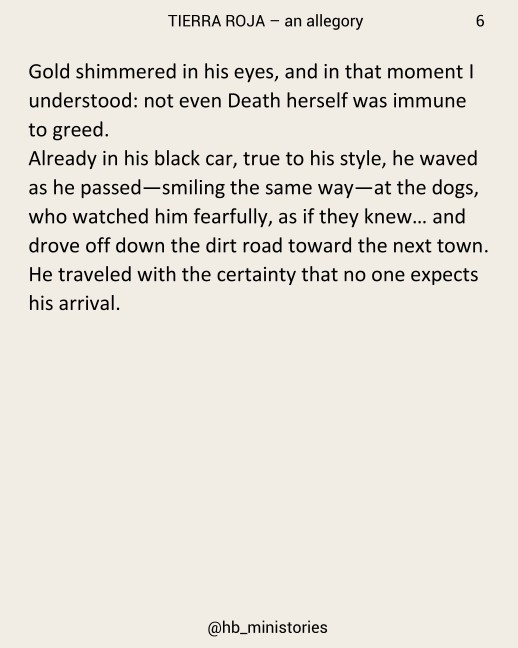 TIERRA ROJA – an allegory 6
Gold shimmered in his eyes, and in that moment I
understood: not even Death herself was immune
to greed.
Already in his black car, true to his style, he waved
as he passed—smiling the same way—at the dogs,
who watched him fearfully, as if they knew... and
drove off down the dirt road toward the next town.
He traveled with the certainty that no one expects
his arrival.
@hb_ministories